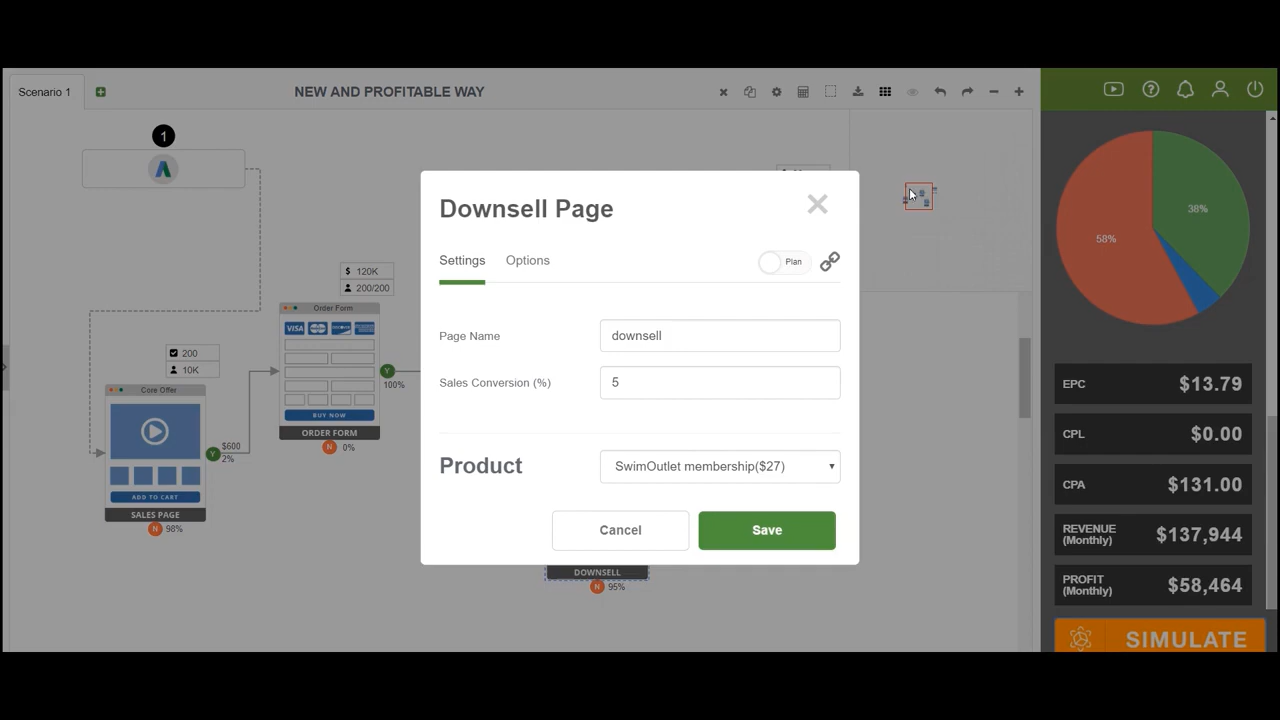 Scenario 1
NEW AND PROFITABLE WAY
1
$ 120K
200/200
Order Form
VISA
BUY NOW
ORDER FORM
N 0%
Y
100%
200
10K
Core Offer
ADD TO CART
SALES PAGE
N 98%
Y
$600
2%
Downsell Page
Settings
Options
Plan
Page Name
downsell
Sales Conversion (%)
5
Product
SwimOutlet membership($27)
Cancel
Save
DOWNSELL
N 95%
38%
58%
EPC $13.79
CPL $0.00
CPA $131.00
REVENUE
(Monthly)
$137,944
PROFIT
(Monthly)
$58,464
SIMULATE